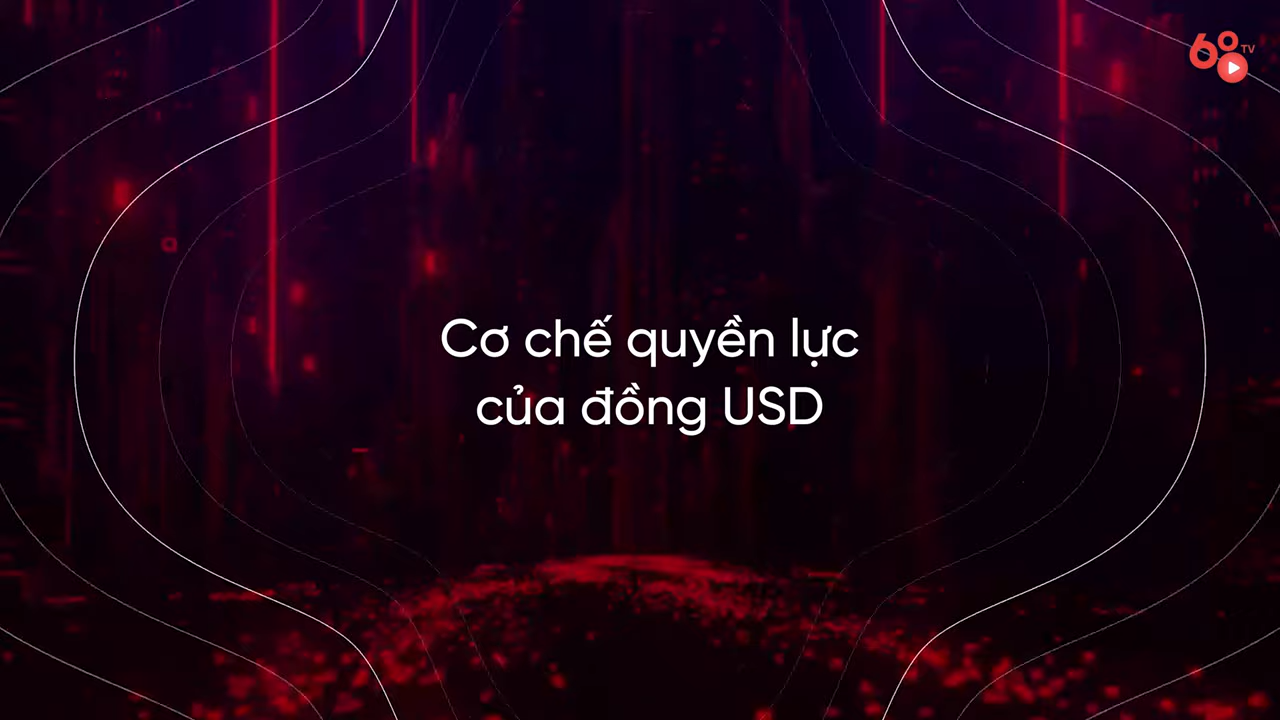 68 TV
Cơ chế quyền lực
của đồng USD